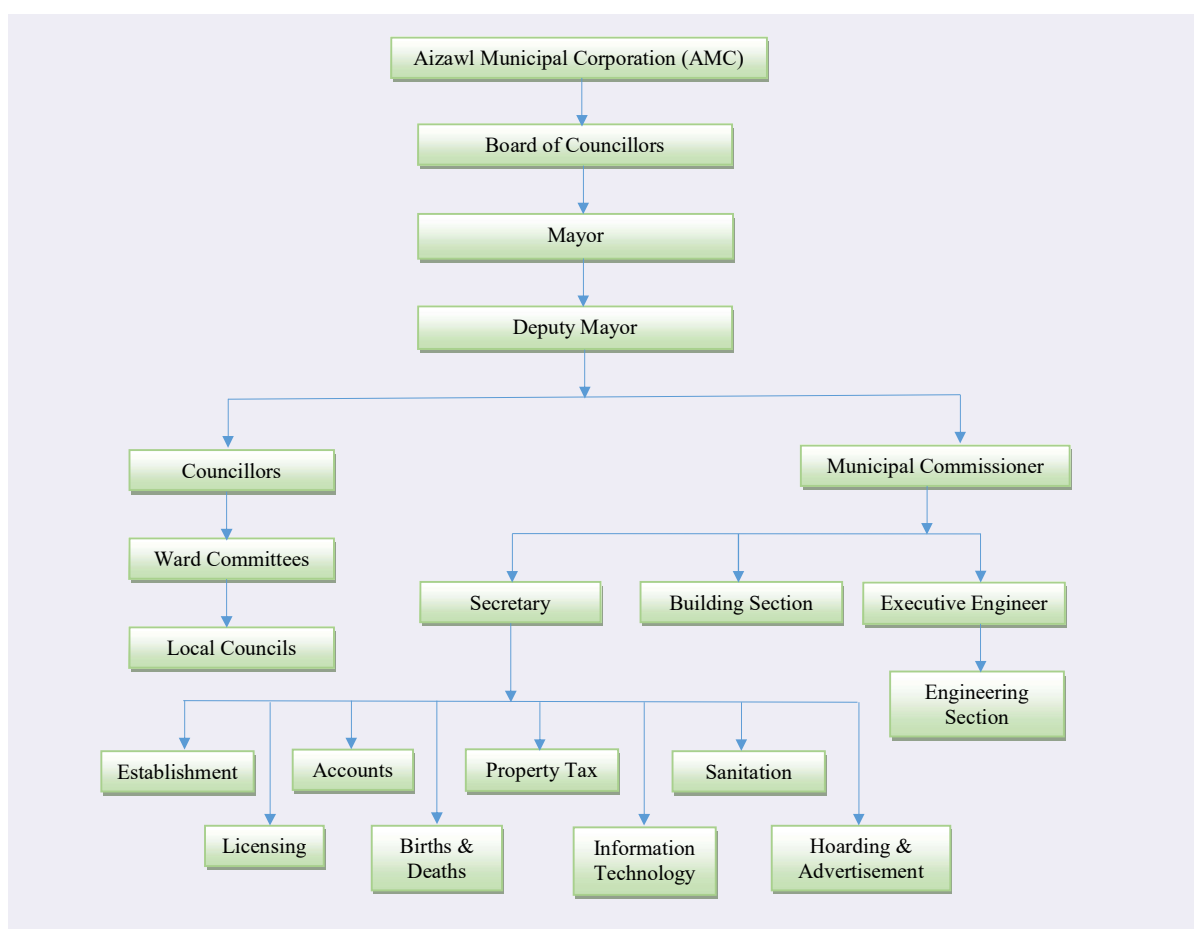 Aizawl Municipal Corporation (AMC)
Board of Councillors
Mayor
Deputy Mayor
Councillors
Municipal Commissioner
Ward Committees
Secretary
Building Section
Executive Engineer
Local Councils
Engineering
Section
Establishment
Accounts
Property Tax
Sanitation
Licensing
Births &
Deaths
Information
Technology
Hoarding &
Advertisement